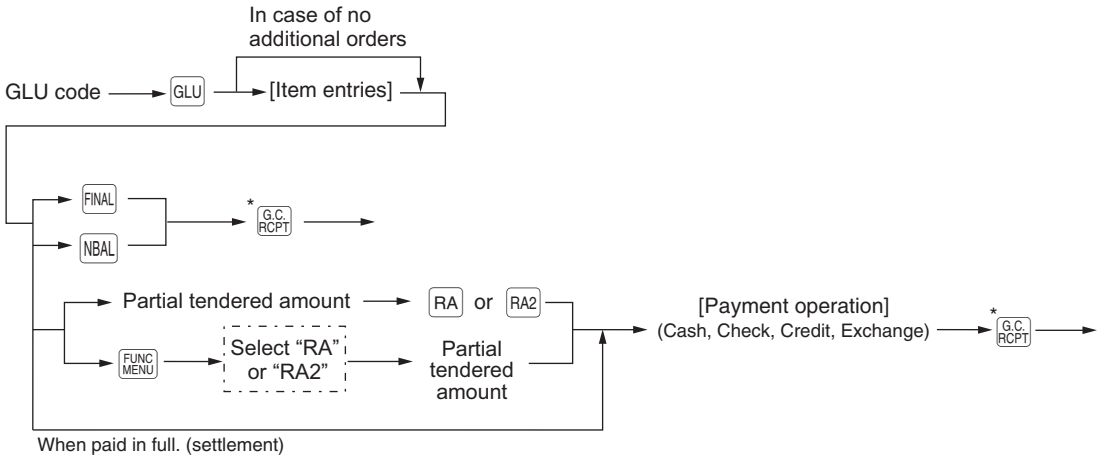 In case of no
additional orders
GLU code
GLU
[Item entries]
FINAL
*
G.C.
RCPT
NBAL
Partial tendered amount
RA or RA2
[Payment operation]
(Cash, Check, Credit, Exchange)
*
G.C.
RCPT
FUNC
MENU
Select “RA”
or “RA2”
Partial
tendered
amount
When paid in full. (settlement)